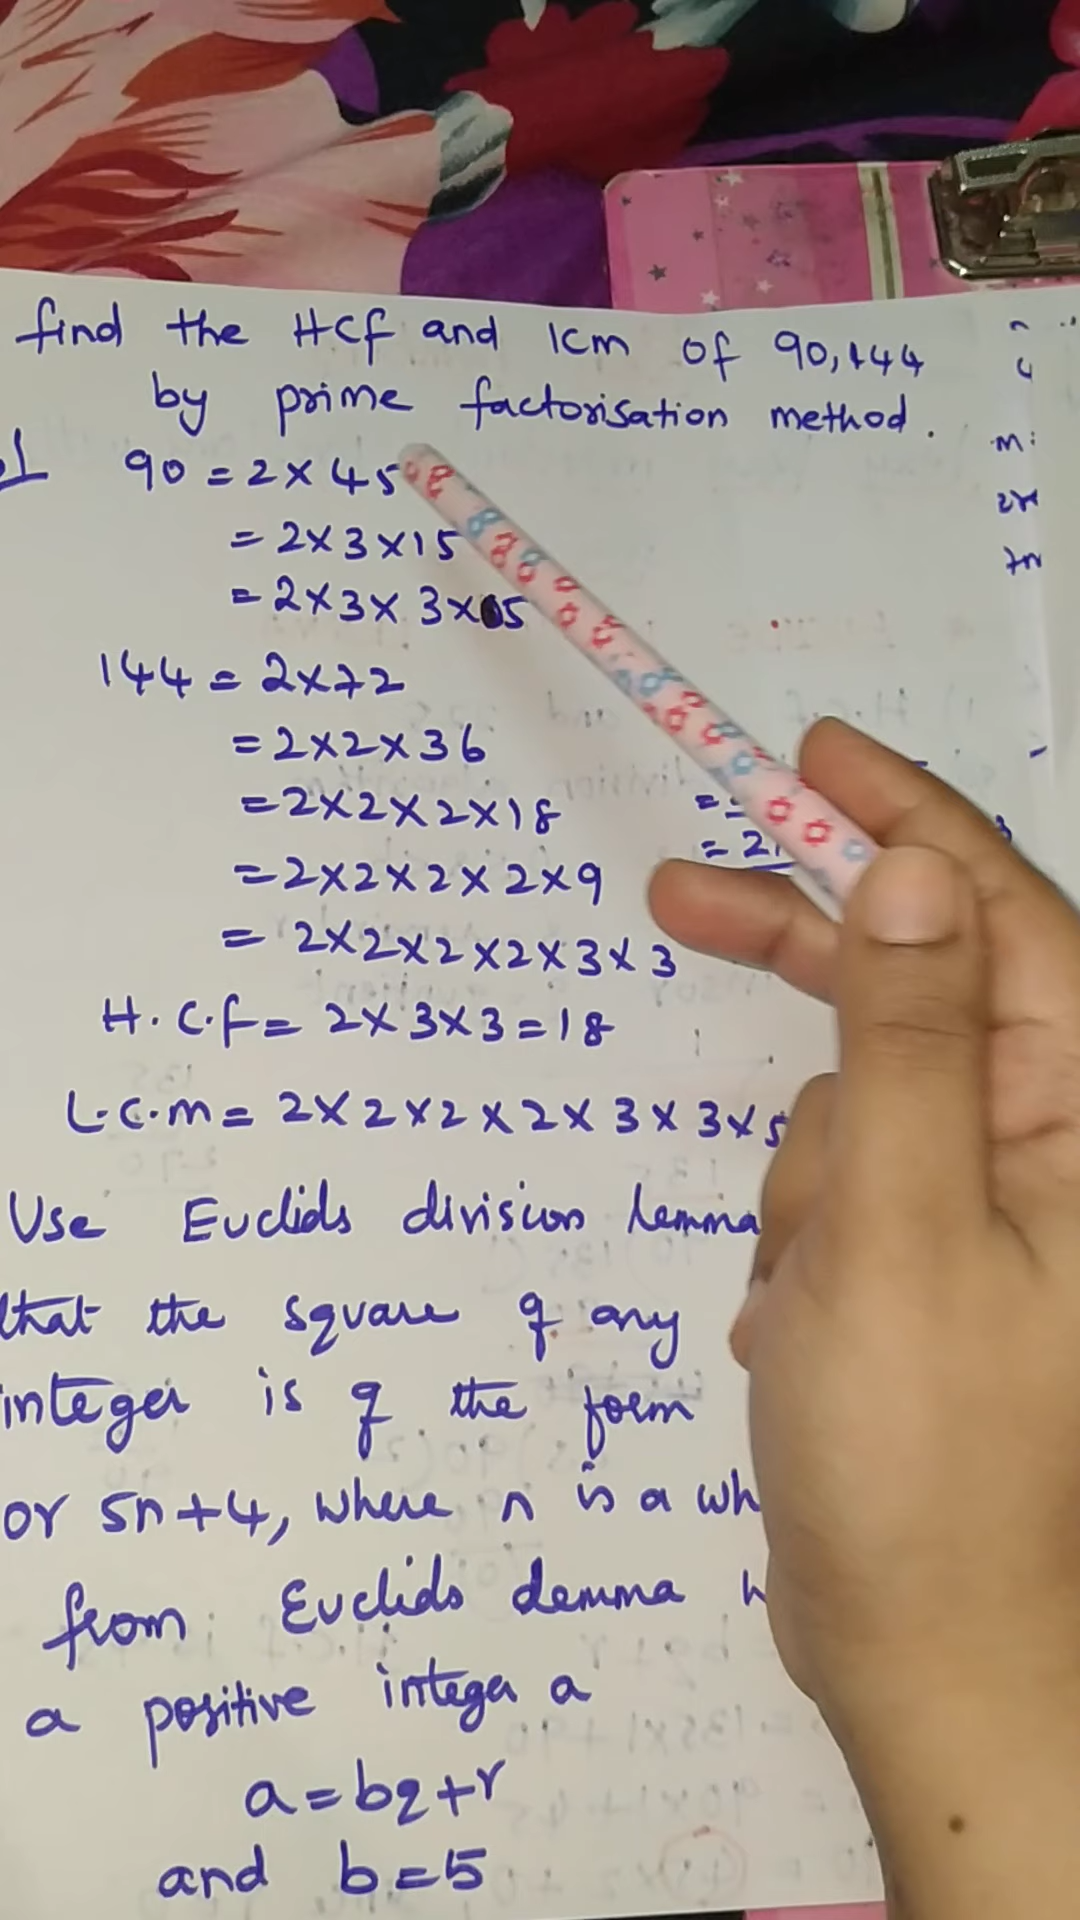 find the HCf and lcm of 90,144
by prime factorisation method.
90 = 2 × 45
= 2×3×15
= 2×3×3×5
144 = 2×72
= 2×2×36
= 2×2×2×18
= 2×2×2×2×9
= 2×2×2×2×3×3
H.C.f = 2×3×3 = 18
L.C.m = 2×2×2×2×3×3×5
Use Euclids division lemma
that the square of any
integer is of the form
or 5n+4, where n is a
from Euclids lemma
a positive integer a
a = bq+r
and b=5